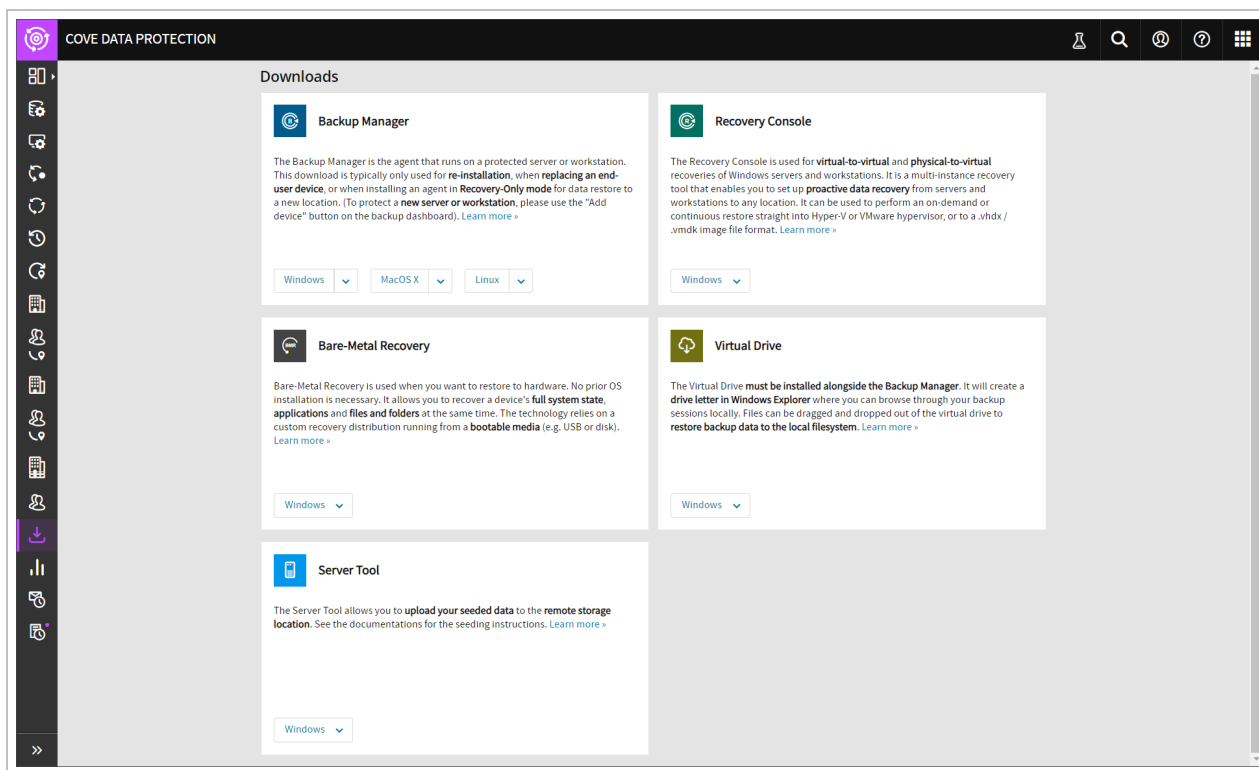 COVE DATA PROTECTION
Downloads
Backup Manager
The Backup Manager is the agent that runs on a protected server or workstation.
This download is typically only used for re-installation, when replacing an end-
user device, or when installing an agent in Recovery-Only mode for data restore to
a new location. (To protect a new server or workstation, please use the "Add
device" button on the backup dashboard). Learn more »
Windows
MacOS X
Linux
Recovery Console
The Recovery Console is used for virtual-to-virtual and physical-to-virtual
recoveries of Windows servers and workstations. It is a multi-instance recovery
tool that enables you to set up proactive data recovery from servers and
workstations to any location. It can be used to perform an on-demand or
continuous restore straight into Hyper-V or VMware hypervisor, or to a .vhdx /
.vmdk image file format. Learn more »
Windows
BMR
Bare-Metal Recovery
Bare-Metal Recovery is used when you want to restore to hardware. No prior OS
installation is necessary. It allows you to recover a device's full system state,
applications and files and folders at the same time. The technology relies on a
custom recovery distribution running from a bootable media (e.g. USB or disk).
Learn more »
Windows
Virtual Drive
The Virtual Drive must be installed alongside the Backup Manager. It will create a
drive letter in Windows Explorer where you can browse through your backup
sessions locally. Files can be dragged and dropped out of the virtual drive to
restore backup data to the local filesystem. Learn more »
Windows
Server Tool
The Server Tool allows you to upload your seeded data to the remote storage
location. See the documentations for the seeding instructions. Learn more »
Windows